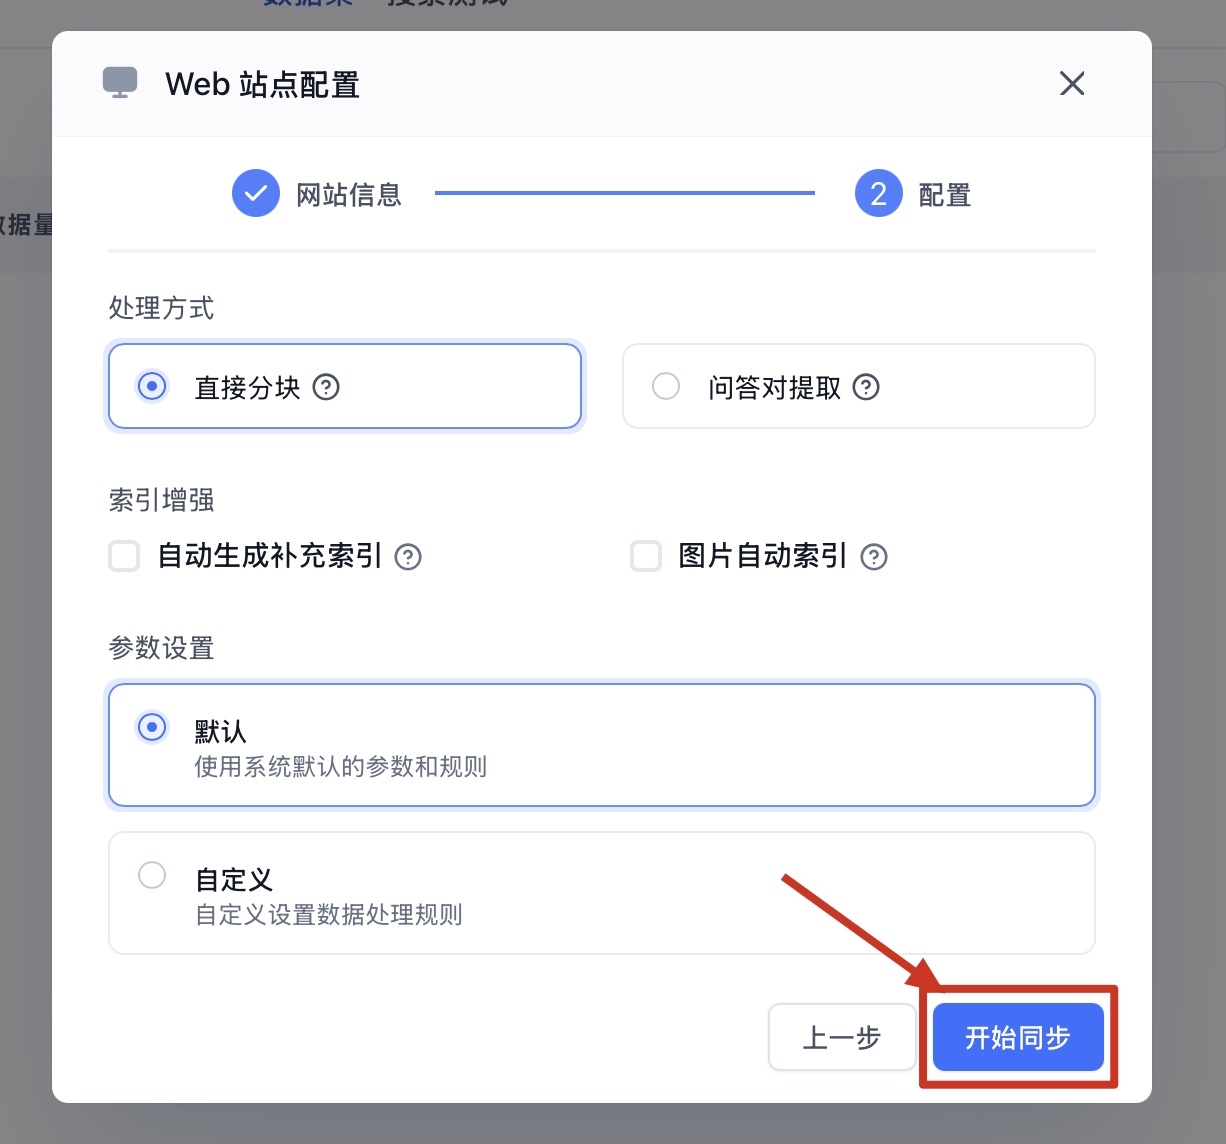 Web 站点配置
网站信息
2 配置
据量
处理方式
直接分块 ?
问答对提取 ?
索引增强
自动生成补充索引 ?
图片自动索引 ?
参数设置
默认
使用系统默认的参数和规则
自定义
自定义设置数据处理规则
上一步
开始同步